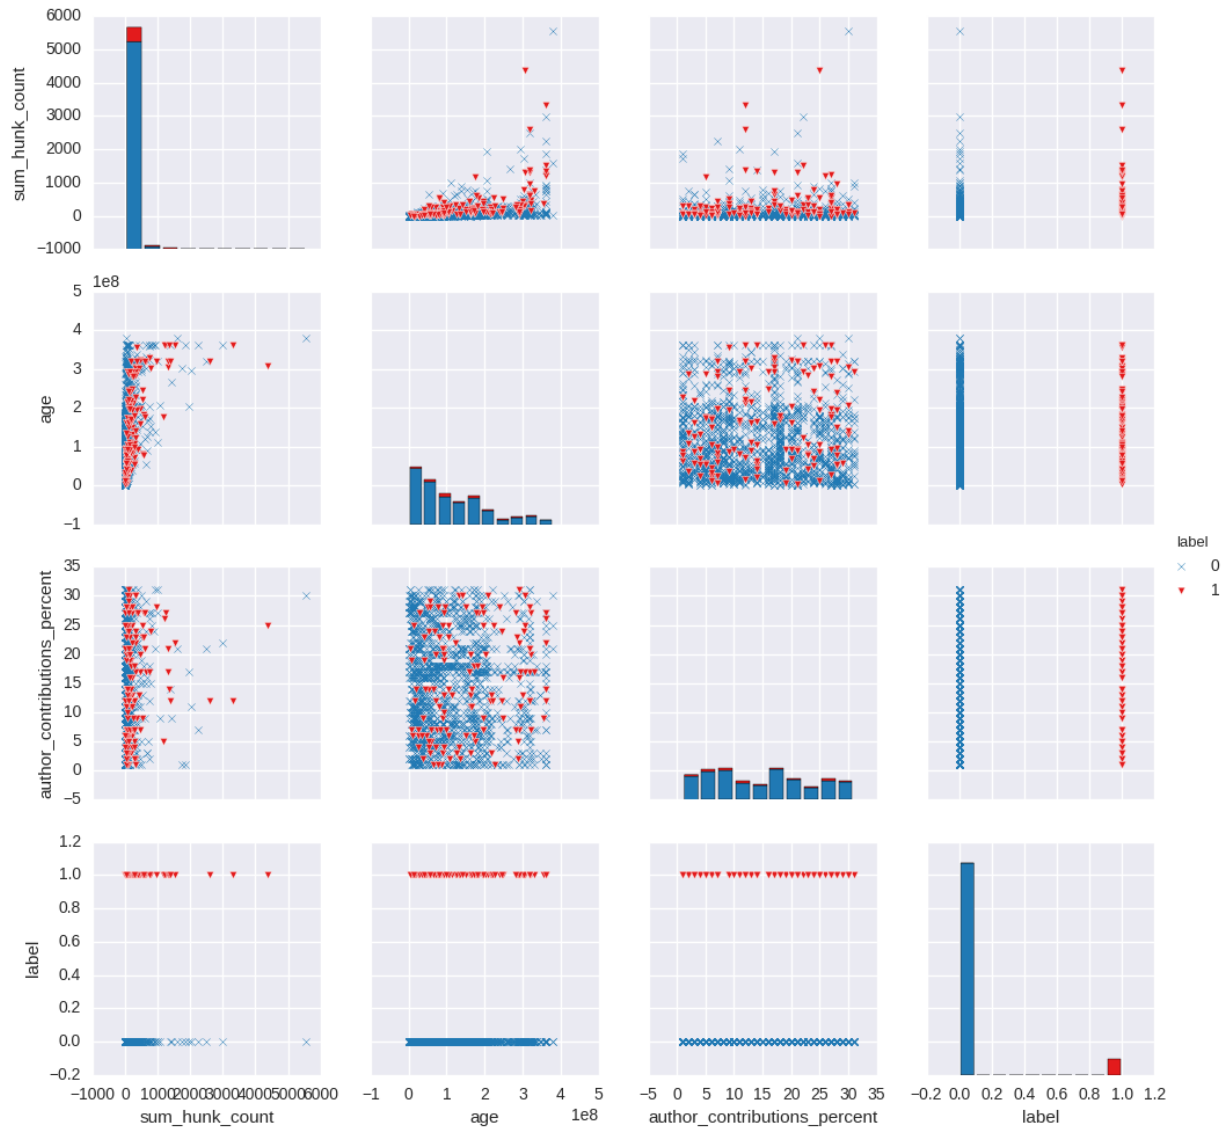 6000
5000
4000
3000
2000
1000
0
−1000
sum_hunk_count
1e8
5
4
3
2
1
0
−1
age
35
30
25
20
15
10
5
0
−5
author_contributions_percent
label
0
1
1.2
1.0
0.8
0.6
0.4
0.2
0.0
−0.2
label
−1000 0 1000 2000 3000 4000 5000 6000
sum_hunk_count
−1 0 1 2 3 4 5
1e8
age
−5 0 5 10 15 20 25 30 35
author_contributions_percent
−0.2 0.0 0.2 0.4 0.6 0.8 1.0 1.2
label